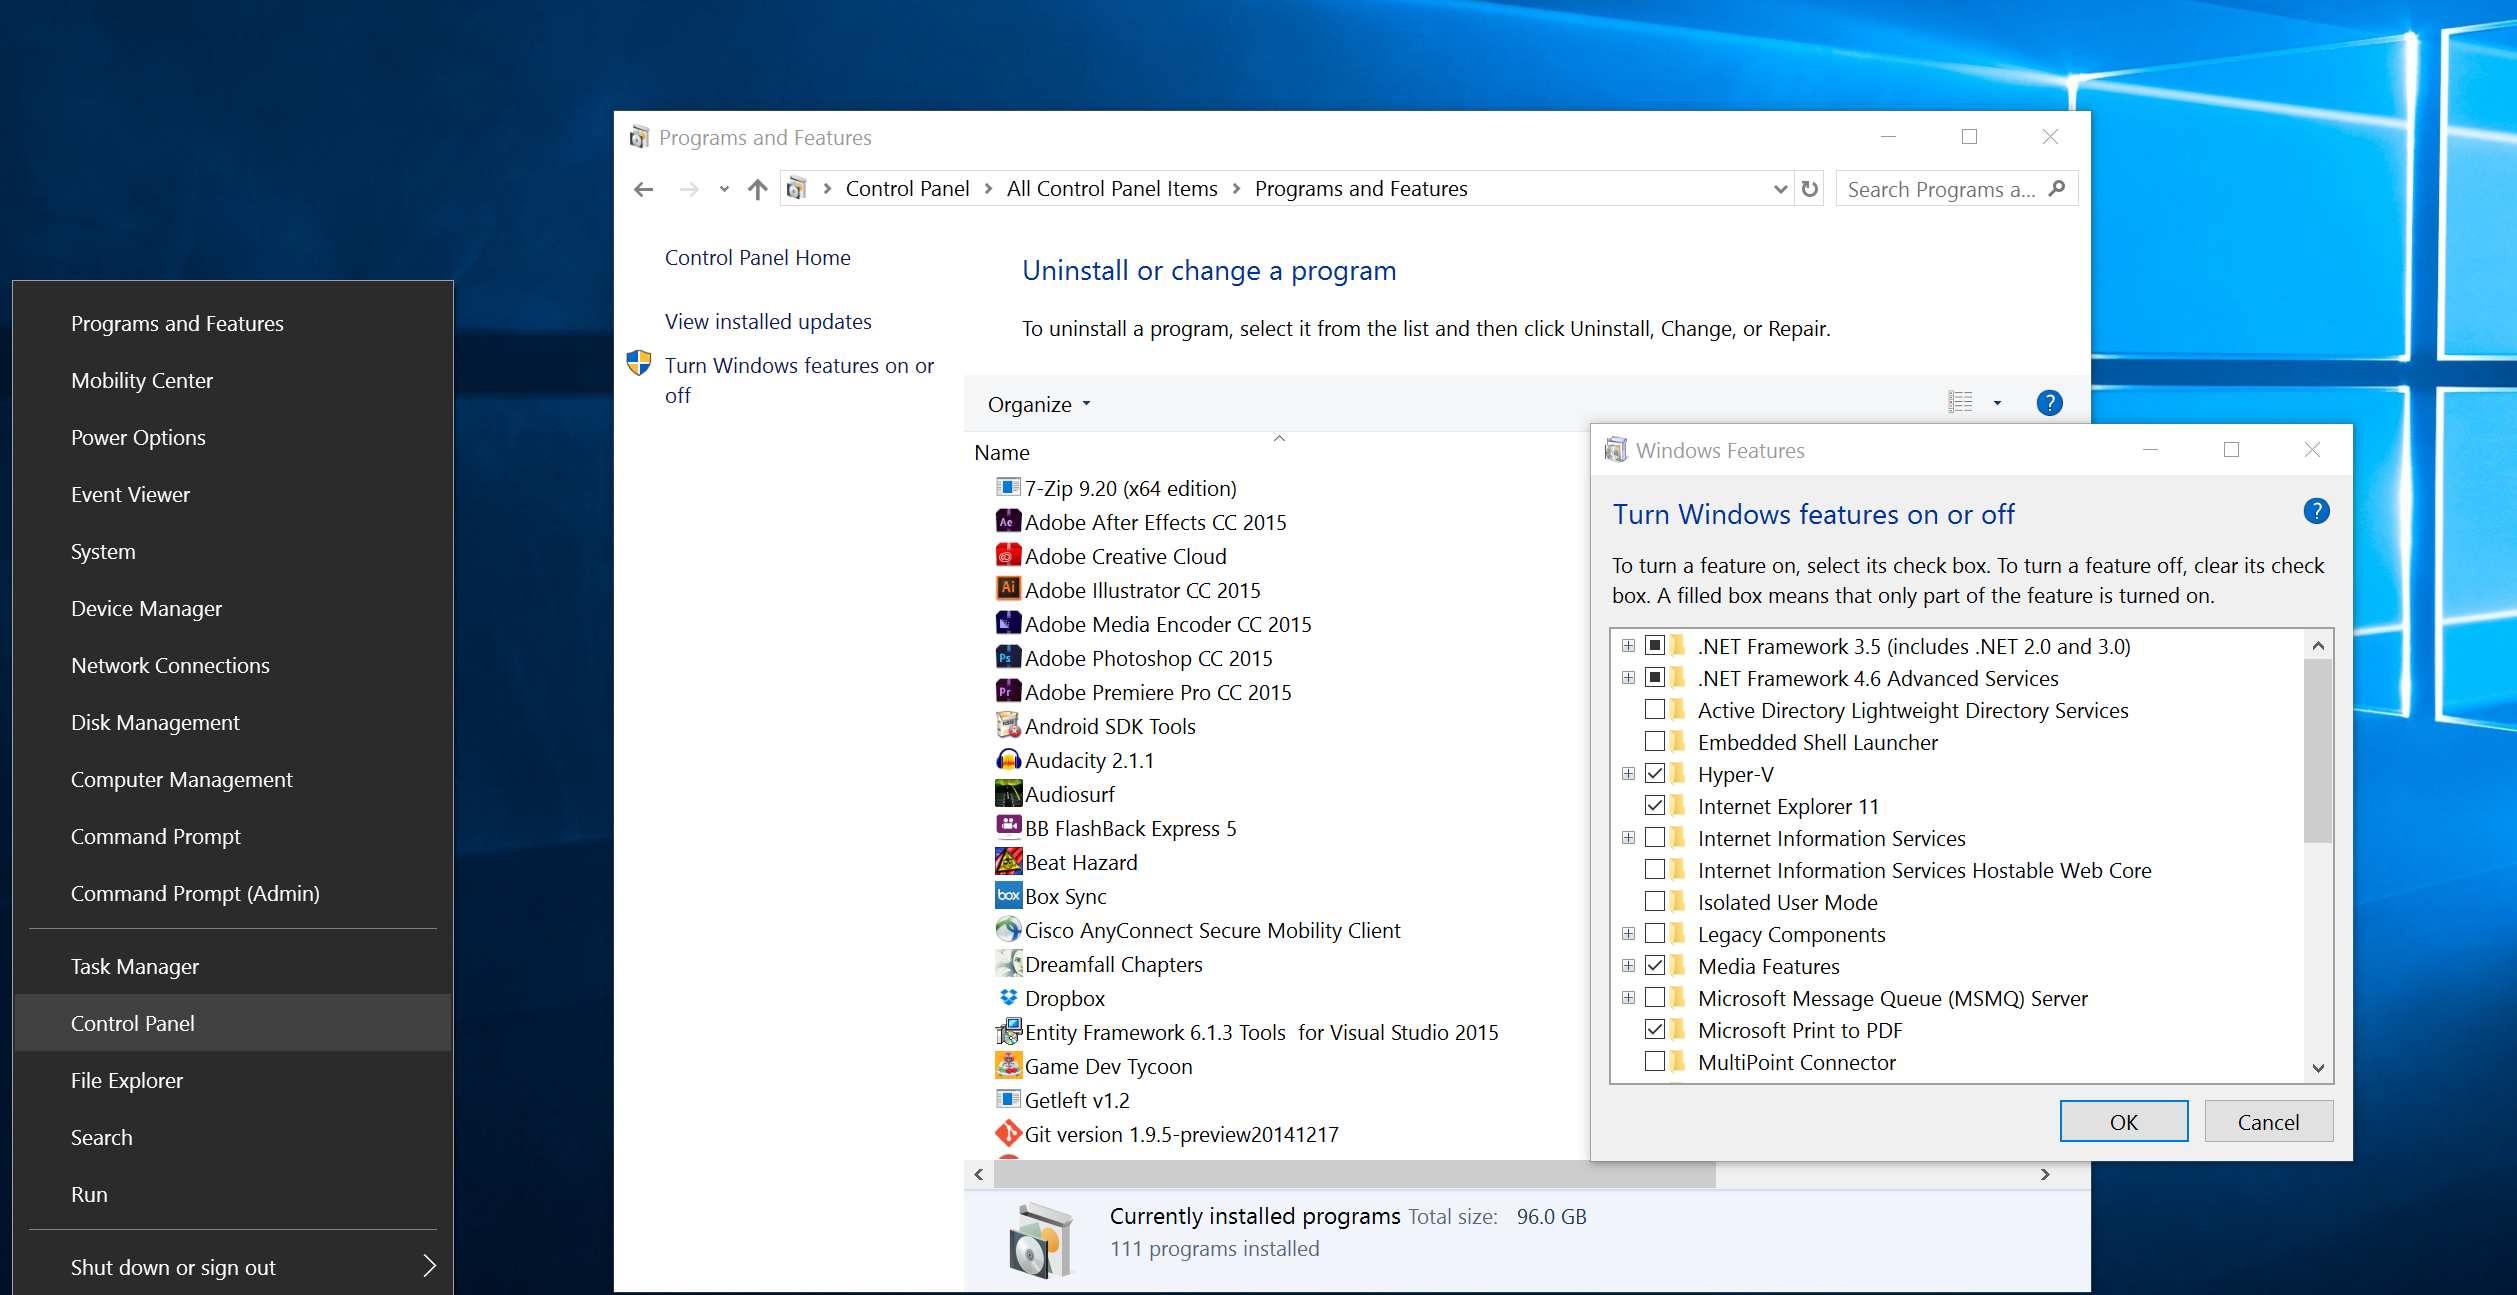 Programs and Features
Mobility Center
Power Options
Event Viewer
System
Device Manager
Network Connections
Disk Management
Computer Management
Command Prompt
Command Prompt (Admin)
Task Manager
Control Panel
File Explorer
Search
Run
Shut down or sign out
Programs and Features
Control Panel
All Control Panel Items
Programs and Features
Search Programs a...
Control Panel Home
View installed updates
Turn Windows features on or
off
Uninstall or change a program
To uninstall a program, select it from the list and then click Uninstall, Change, or Repair.
Organize
?
Name
7-Zip 9.20 (x64 edition)
Ae Adobe After Effects CC 2015
Adobe Creative Cloud
Ai Adobe Illustrator CC 2015
Adobe Media Encoder CC 2015
Ps Adobe Photoshop CC 2015
Pr Adobe Premiere Pro CC 2015
Android SDK Tools
Audacity 2.1.1
Audiosurf
BB FlashBack Express 5
Beat Hazard
box Box Sync
Cisco AnyConnect Secure Mobility Client
Dreamfall Chapters
Dropbox
Entity Framework 6.1.3 Tools  for Visual Studio 2015
Game Dev Tycoon
Getleft v1.2
Git version 1.9.5-preview20141217
Currently installed programs Total size: 96.0 GB
111 programs installed
Windows Features
Turn Windows features on or off
?
To turn a feature on, select its check box. To turn a feature off, clear its check
box. A filled box means that only part of the feature is turned on.
.NET Framework 3.5 (includes .NET 2.0 and 3.0)
.NET Framework 4.6 Advanced Services
Active Directory Lightweight Directory Services
Embedded Shell Launcher
Hyper-V
Internet Explorer 11
Internet Information Services
Internet Information Services Hostable Web Core
Isolated User Mode
Legacy Components
Media Features
Microsoft Message Queue (MSMQ) Server
Microsoft Print to PDF
MultiPoint Connector
OK
Cancel